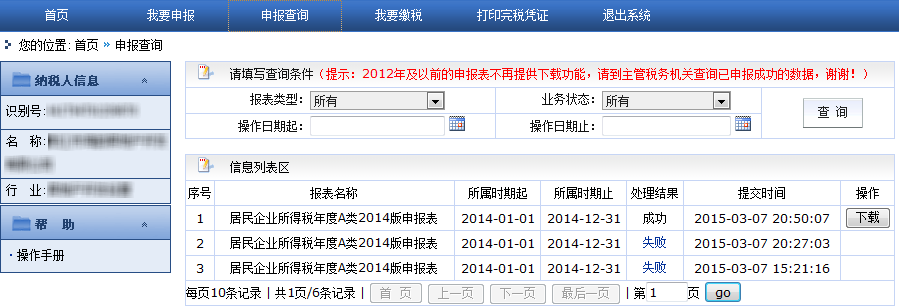 首页 我要申报 申报查询 我要缴税 打印完税凭证 退出系统
您的位置: 首页 » 申报查询
纳税人信息
识别号:
名 称:
行 业:
帮 助
· 操作手册
请填写查询条件（提示：2012年及以前的申报表不再提供下载功能，请到主管税务机关查询已申报成功的数据，谢谢！）
报表类型: 所有 业务状态: 所有
操作日期起: 操作日期止:
查 询
信息列表区
序号 报表名称 所属时期起 所属时期止 处理结果 提交时间 操作
1 居民企业所得税年度A类2014版申报表 2014-01-01 2014-12-31 成功 2015-03-07 20:50:07 下载
2 居民企业所得税年度A类2014版申报表 2014-01-01 2014-12-31 失败 2015-03-07 20:27:03
3 居民企业所得税年度A类2014版申报表 2014-01-01 2014-12-31 失败 2015-03-07 15:21:16
每页10条记录 | 共1页/6条记录 | 首 页 上一页 下一页 最后一页 | 第 1 页 go